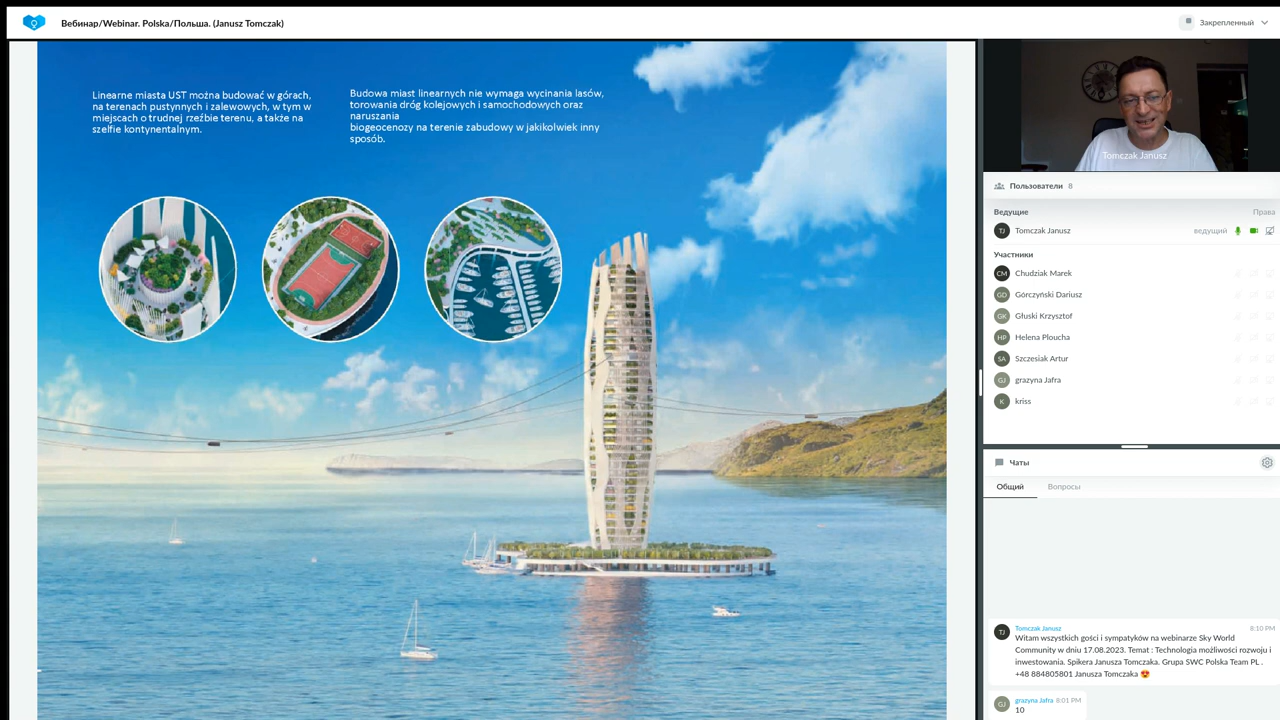 Вебинар/Webinar. Polska/Польша. (Janusz Tomczak)
Закрепленный
Linearne miasta UST można budować w górach,
na terenach pustynnych i zalewowych, w tym w
miejscach o trudnej rzeźbie terenu, a także na
szelfie kontynentalnym.
Budowa miast linearnych nie wymaga wycinania lasów,
torowania dróg kolejowych i samochodowych oraz
naruszania
biogeocenozy na terenie zabudowy w jakikolwiek inny
sposób.
Tomczak Janusz
Пользователи 8
Ведущие Права
TJ Tomczak Janusz ведущий
Участники
CM Chudziak Marek
GD Górczyński Dariusz
GK Głuski Krzysztof
HP Helena Ploucha
SA Szczesiak Artur
GJ grazyna Jafra
K kriss
Чаты
Общий Вопросы
TJ Tomczak Janusz 8:10 PM
Witam wszystkich gości i sympatyków na webinarze Sky World
Community w dniu 17.08.2023. Temat : Technologia możliwości rozwoju i
inwestowania. Spikera Janusza Tomczaka. Grupa SWC Polska Team PL .
+48 884805801 Janusza Tomczaka 😍
GJ grazyna Jafra 8:01 PM
10